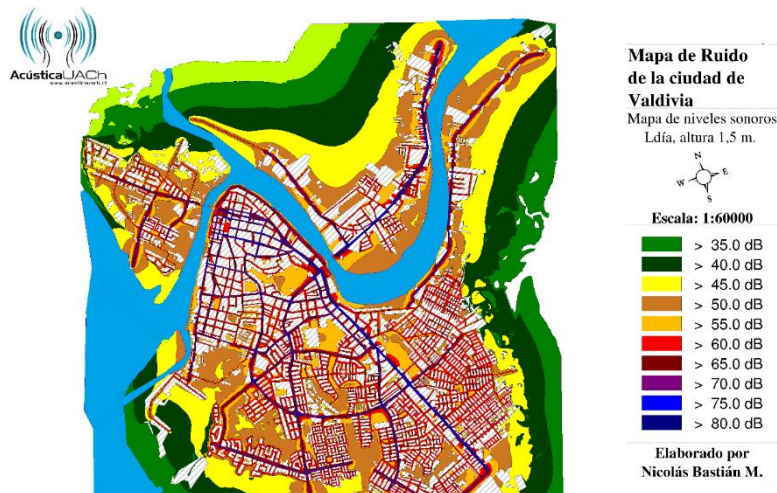 AcústicaUACh
www.acusticauach.cl
Mapa de Ruido
de la ciudad de
Valdivia
Mapa de niveles sonoros
Ldía, altura 1,5 m.
N
W E
S
Escala: 1:60000
> 35.0 dB
> 40.0 dB
> 45.0 dB
> 50.0 dB
> 55.0 dB
> 60.0 dB
> 65.0 dB
> 70.0 dB
> 75.0 dB
> 80.0 dB
Elaborado por
Nicolás Bastián M.